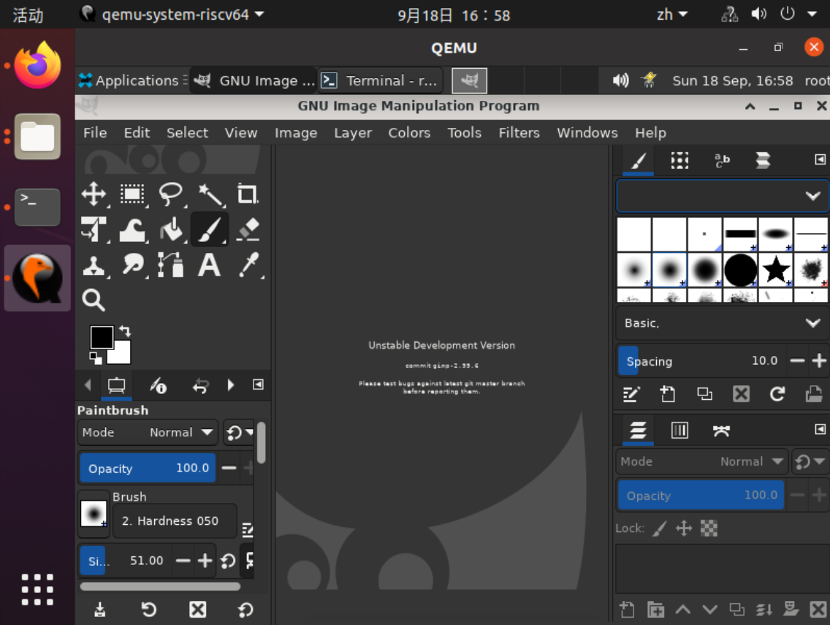 活动
qemu-system-riscv64
9月18日 16：58
zh
QEMU
Applications
GNU Image ...
Terminal - r...
Sun 18 Sep, 16:58
root
GNU Image Manipulation Program
File Edit Select View Image Layer Colors Tools Filters Windows Help
Unstable Development Version
commit gimp-2.99.6
Please test bugs against latest git master branch
before reporting them.
Paintbrush
Mode Normal
Opacity 100.0
Brush
2. Hardness 050
Si... 51.00
Basic,
Spacing 10.0
Mode Normal
Opacity 100.0
Lock: